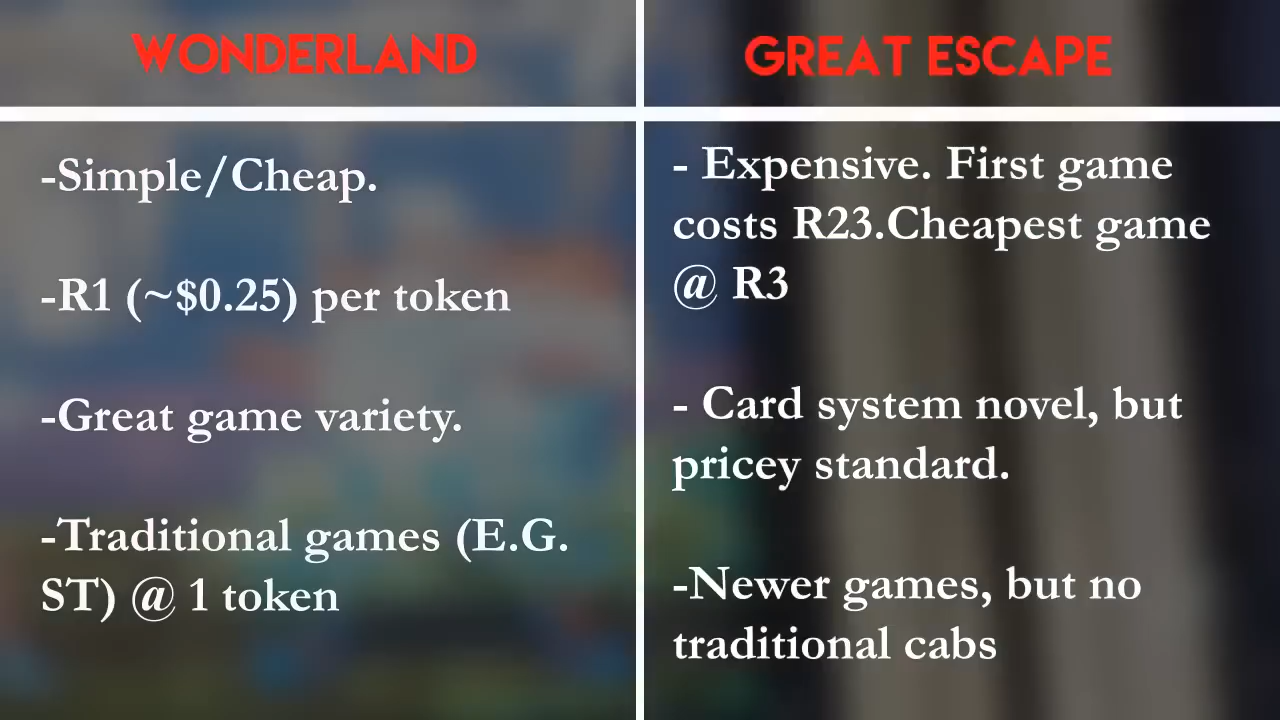 WONDERLAND
-Simple/Cheap.
-R1 (~$0.25) per token
-Great game variety.
-Traditional games (E.G.
ST) @ 1 token
GREAT ESCAPE
- Expensive. First game
costs R23.Cheapest game
@ R3
- Card system novel, but
pricey standard.
-Newer games, but no
traditional cabs